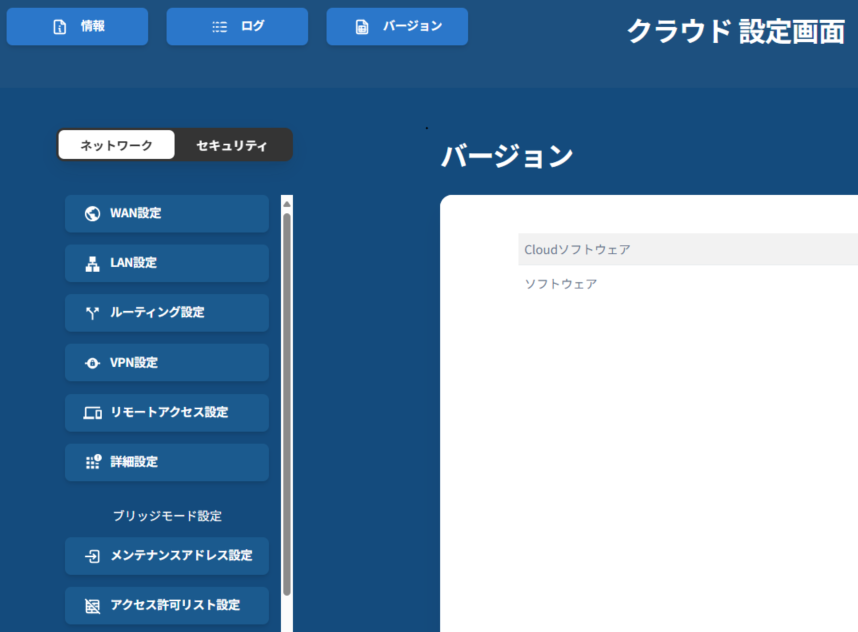 情報
ログ
バージョン
クラウド 設定画面
ネットワーク
セキュリティ
バージョン
WAN設定
LAN設定
ルーティング設定
VPN設定
リモートアクセス設定
詳細設定
ブリッジモード設定
メンテナンスアドレス設定
アクセス許可リスト設定
Cloudソフトウェア
ソフトウェア